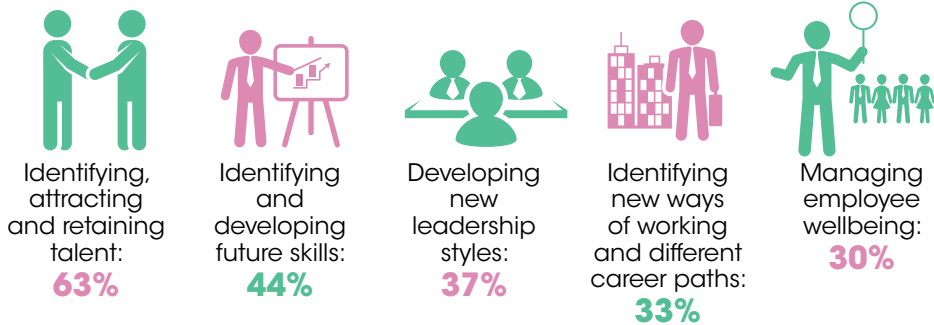 Identifying,
attracting
and retaining
talent:
63%
Identifying
and
developing
future skills:
44%
Developing
new
leadership
styles:
37%
Identifying
new ways
of working
and different
career paths:
33%
Managing
employee
wellbeing:
30%